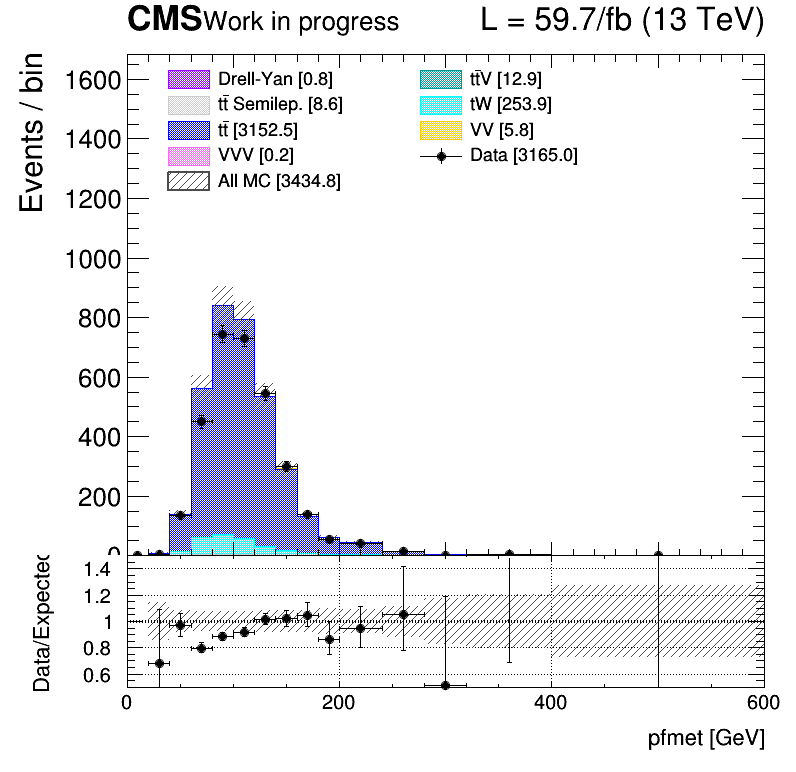 CMS Work in progress L = 59.7/fb (13 TeV)
Events / bin
1600
1400
1200
1000
800
600
400
200
0
Drell-Yan [0.8]
tt̄ Semilep. [8.6]
tt̄ [3152.5]
VVV [0.2]
All MC [3434.8]
tt̄V [12.9]
tW [253.9]
VV [5.8]
Data [3165.0]
Data/Expected
1.4
1.2
1
0.8
0.6
0 200 400 600
pfmet [GeV]